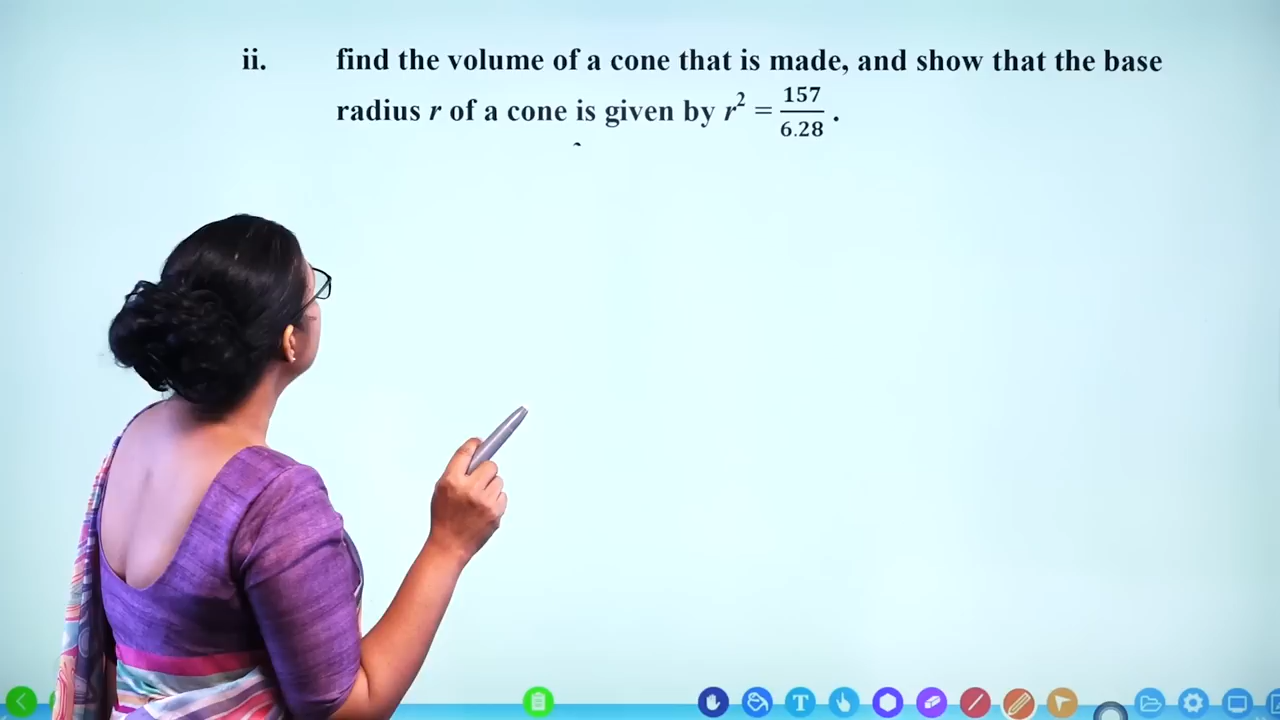 ii. find the volume of a cone that is made, and show that the base
radius r of a cone is given by r² = 157/6.28 .